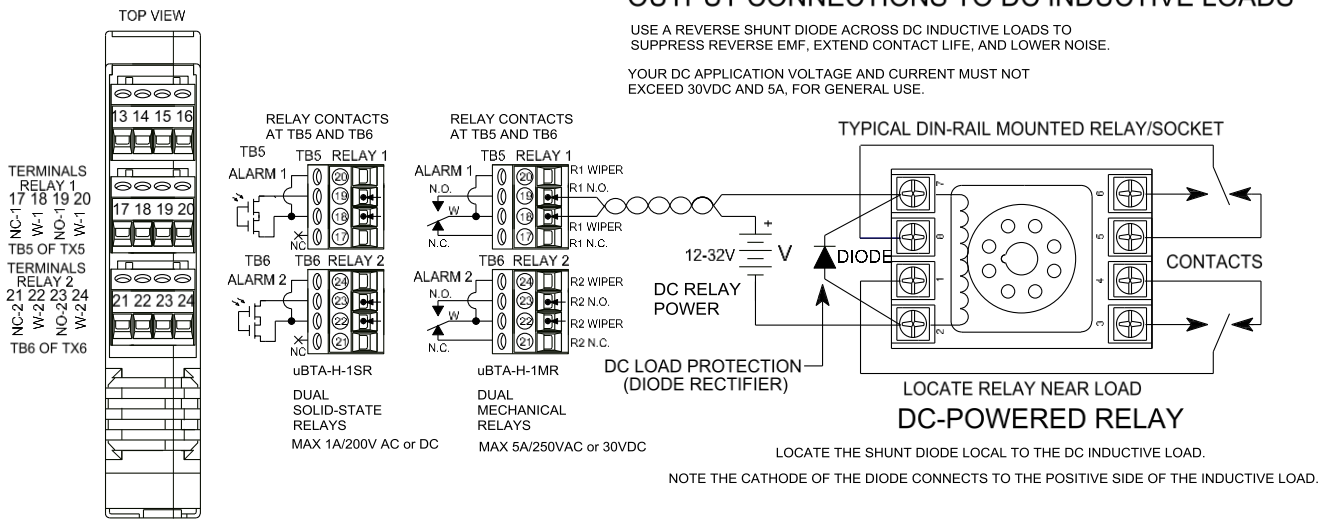 OUTPUT CONNECTIONS TO DC INDUCTIVE LOADS
USE A REVERSE SHUNT DIODE ACROSS DC INDUCTIVE LOADS TO
SUPPRESS REVERSE EMF, EXTEND CONTACT LIFE, AND LOWER NOISE.
YOUR DC APPLICATION VOLTAGE AND CURRENT MUST NOT
EXCEED 30VDC AND 5A, FOR GENERAL USE.
TOP VIEW
13 14 15 16
17 18 19 20
21 22 23 24
TERMINALS
RELAY 1
17 18 19 20
NC-1
W-1
NO-1
W-1
TB5 OF TX5
TERMINALS
RELAY 2
21 22 23 24
NC-2
W-2
NO-2
W-2
TB6 OF TX6
RELAY CONTACTS
AT TB5 AND TB6
TB5
TB5 RELAY 1
ALARM 1
20
19
18
17
NC
TB6
TB6 RELAY 2
ALARM 2
24
23
22
21
NC
uBTA-H-1SR
DUAL
SOLID-STATE
RELAYS
MAX 1A/200V AC or DC
RELAY CONTACTS
AT TB5 AND TB6
TB5 RELAY 1
ALARM 1
N.O.
W
N.C.
20
19
18
17
R1 WIPER
R1 N.O.
R1 WIPER
R1 N.C.
TB6 RELAY 2
ALARM 2
N.O.
W
N.C.
24
23
22
21
R2 WIPER
R2 N.O.
R2 WIPER
R2 N.C.
uBTA-H-1MR
DUAL
MECHANICAL
RELAYS
MAX 5A/250VAC or 30VDC
TYPICAL DIN-RAIL MOUNTED RELAY/SOCKET
+
12-32V
V
DC RELAY
POWER
DIODE
7
8
1
2
6
5
4
3
CONTACTS
DC LOAD PROTECTION
(DIODE RECTIFIER)
LOCATE RELAY NEAR LOAD
DC-POWERED RELAY
LOCATE THE SHUNT DIODE LOCAL TO THE DC INDUCTIVE LOAD.
NOTE THE CATHODE OF THE DIODE CONNECTS TO THE POSITIVE SIDE OF THE INDUCTIVE LOAD.